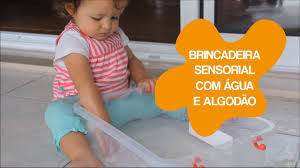 BRINCADEIRA
SENSORIAL
COM ÁGUA
E ALGODÃO